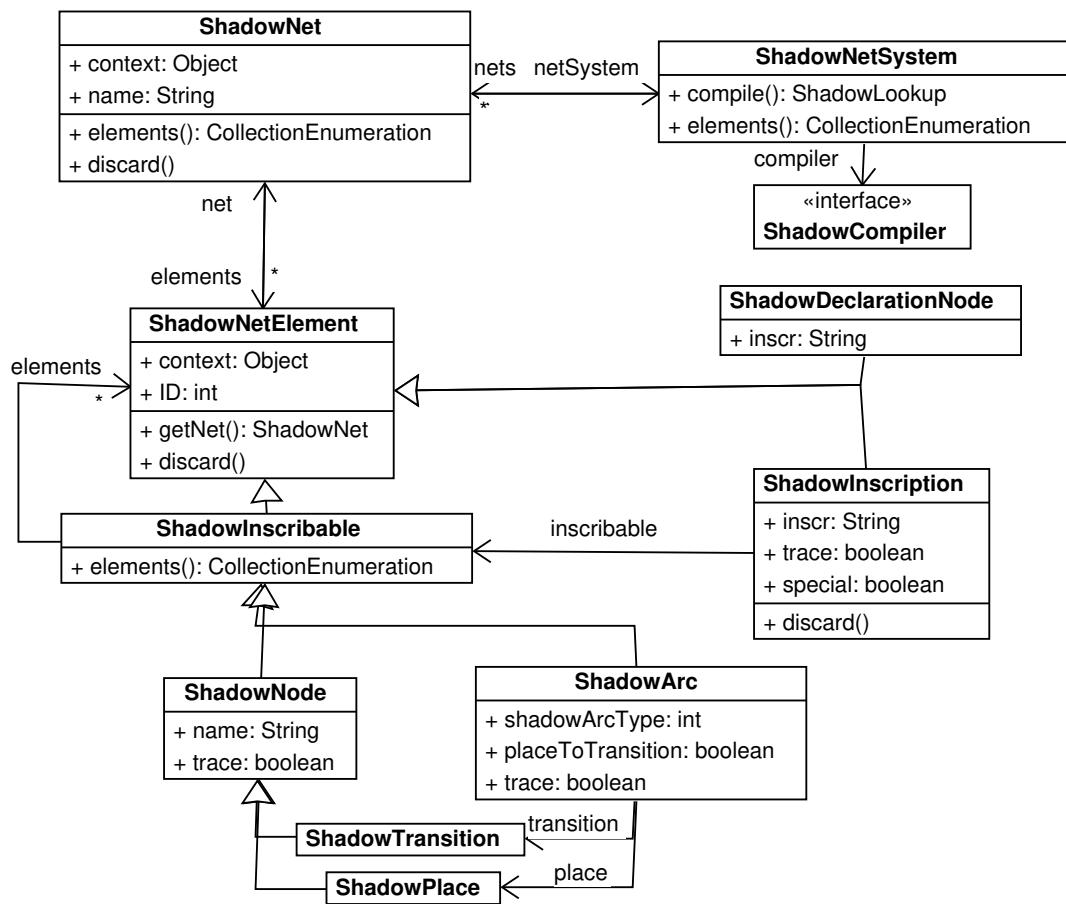 ShadowNet
+ context: Object
+ name: String
+ elements(): CollectionEnumeration
+ discard()
nets netSystem
*
ShadowNetSystem
+ compile(): ShadowLookup
+ elements(): CollectionEnumeration
compiler
«interface»
ShadowCompiler
net
elements *
ShadowNetElement
+ context: Object
+ ID: int
+ getNet(): ShadowNet
+ discard()
elements
*
ShadowDeclarationNode
+ inscr: String
ShadowInscribable
+ elements(): CollectionEnumeration
inscribable
ShadowInscription
+ inscr: String
+ trace: boolean
+ special: boolean
+ discard()
ShadowNode
+ name: String
+ trace: boolean
ShadowArc
+ shadowArcType: int
+ placeToTransition: boolean
+ trace: boolean
ShadowTransition
transition
ShadowPlace
place